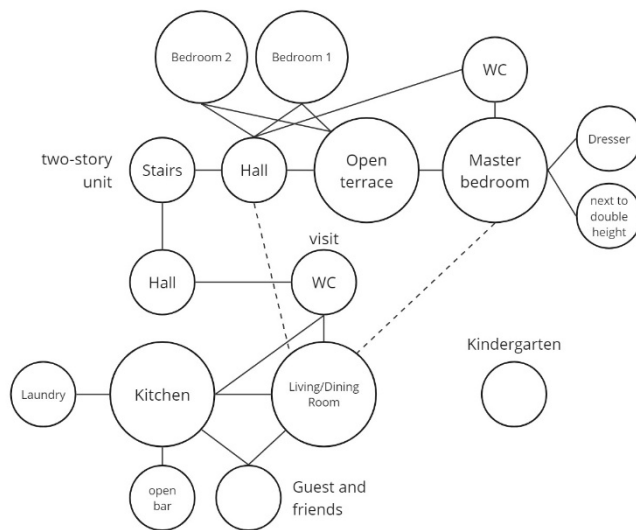 Bedroom 2
Bedroom 1
WC
Dresser
two-story
unit
Stairs
Hall
Open
terrace
Master
bedroom
next to
double
height
visit
Hall
WC
Kindergarten
Laundry
Kitchen
Living/Dining
Room
open
bar
Guest and
friends